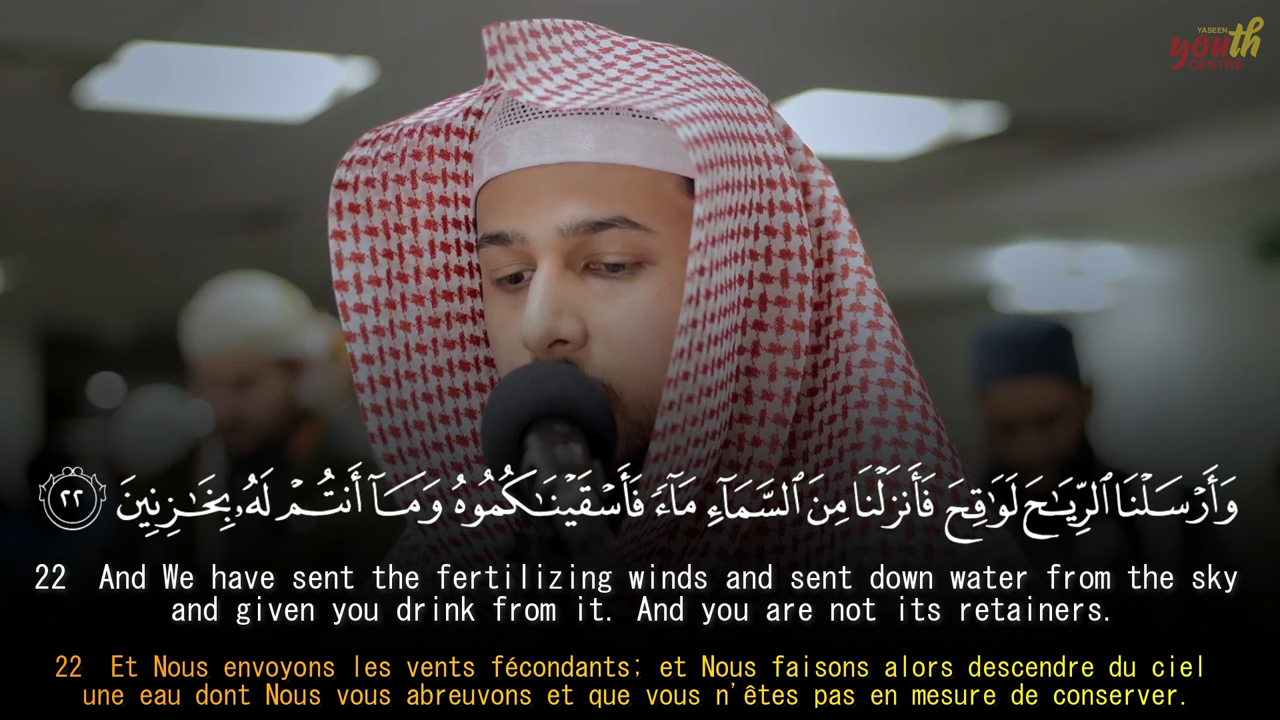 YASEEN
youth
CENTRE
وَأَرْسَلْنَا ٱلرِّيَـٰحَ لَوَٰقِحَ فَأَنزَلْنَا مِنَ ٱلسَّمَآءِ مَآءً فَأَسْقَيْنَـٰكُمُوهُ وَمَآ أَنتُمْ لَهُۥ بِخَـٰزِنِينَ ٢٢
22 And We have sent the fertilizing winds and sent down water from the sky
and given you drink from it. And you are not its retainers.
22 Et Nous envoyons les vents fécondants; et Nous faisons alors descendre du ciel
une eau dont Nous vous abreuvons et que vous n'êtes pas en mesure de conserver.